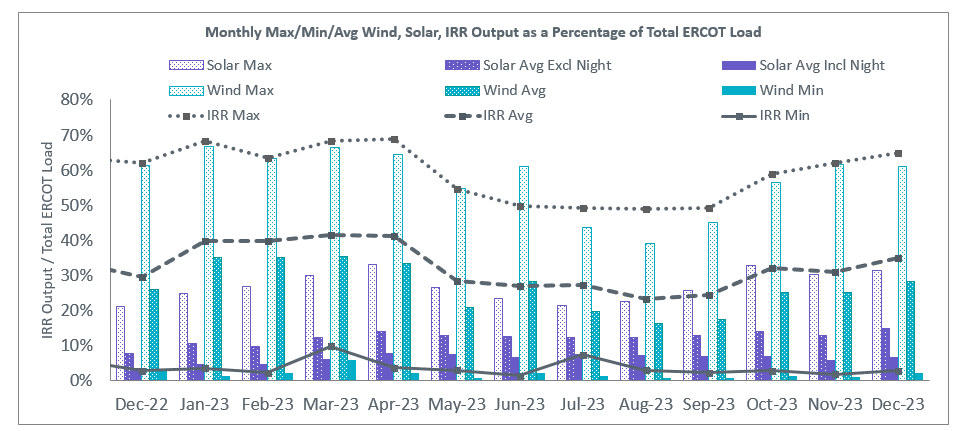 Monthly Max/Min/Avg Wind, Solar, IRR Output as a Percentage of Total ERCOT Load
Solar Max Solar Avg Excl Night Solar Avg Incl Night
Wind Max Wind Avg Wind Min
IRR Max IRR Avg IRR Min
IRR Output / Total ERCOT Load
80%
70%
60%
50%
40%
30%
20%
10%
0%
Dec-22 Jan-23 Feb-23 Mar-23 Apr-23 May-23 Jun-23 Jul-23 Aug-23 Sep-23 Oct-23 Nov-23 Dec-23